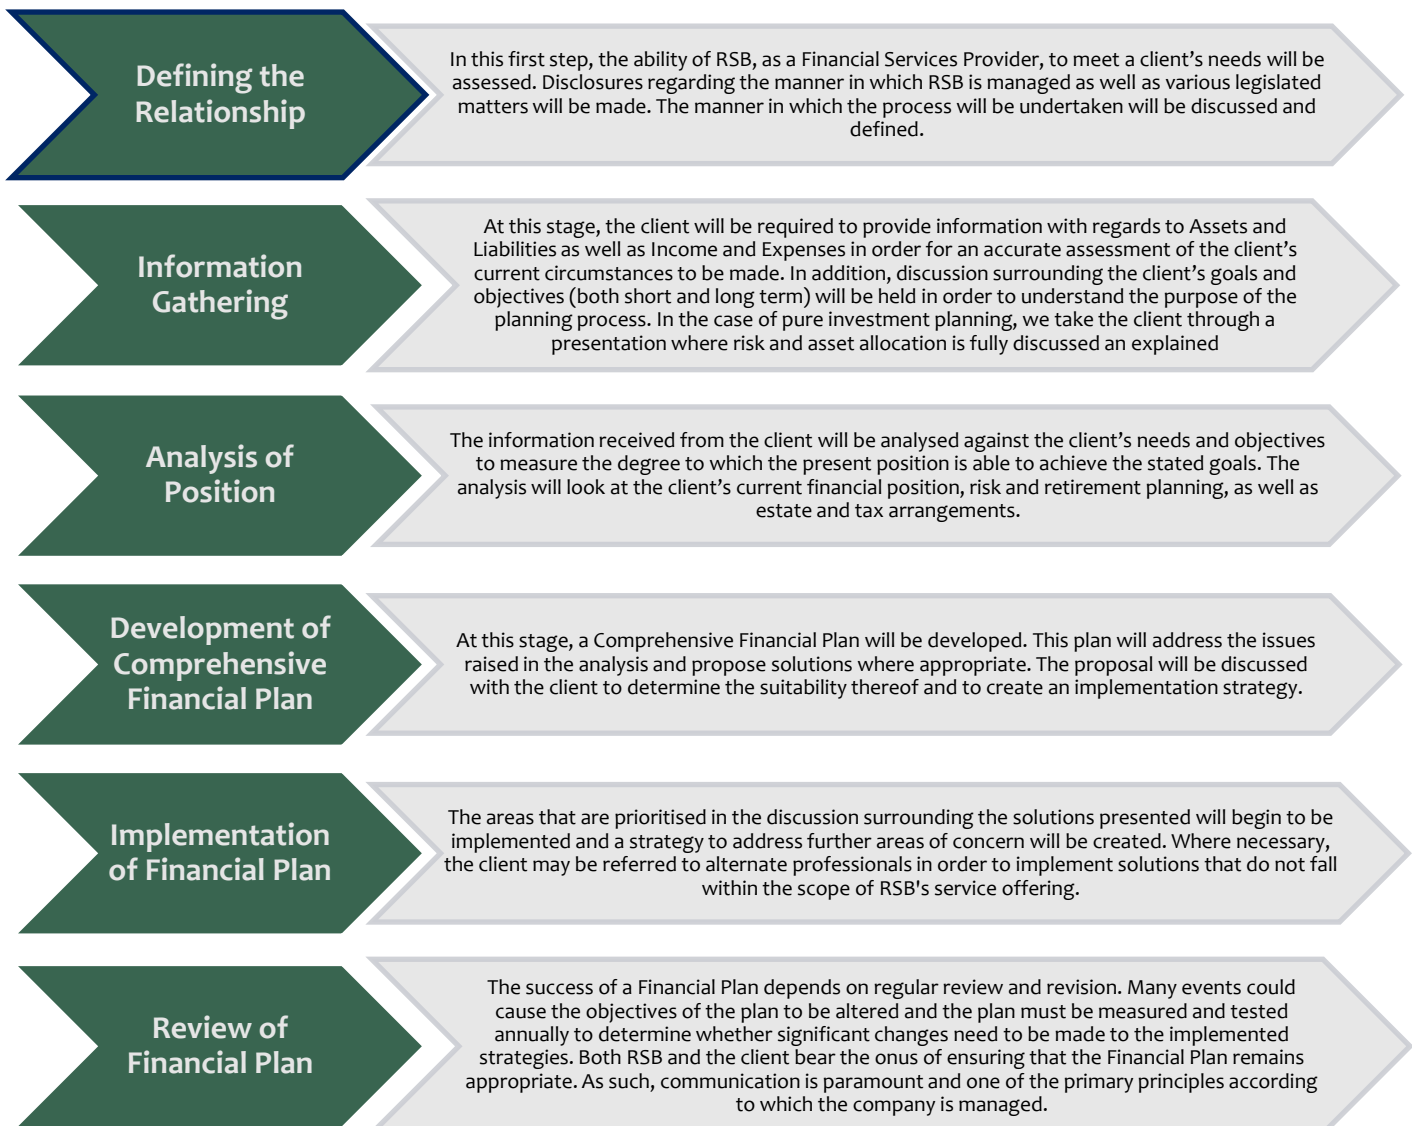 Defining the
Relationship
In this first step, the ability of RSB, as a Financial Services Provider, to meet a client’s needs will be
assessed. Disclosures regarding the manner in which RSB is managed as well as various legislated
matters will be made. The manner in which the process will be undertaken will be discussed and
defined.
Information
Gathering
At this stage, the client will be required to provide information with regards to Assets and
Liabilities as well as Income and Expenses in order for an accurate assessment of the client’s
current circumstances to be made. In addition, discussion surrounding the client’s goals and
objectives (both short and long term) will be held in order to understand the purpose of the
planning process. In the case of pure investment planning, we take the client through a
presentation where risk and asset allocation is fully discussed an explained
Analysis of
Position
The information received from the client will be analysed against the client’s needs and objectives
to measure the degree to which the present position is able to achieve the stated goals. The
analysis will look at the client’s current financial position, risk and retirement planning, as well as
estate and tax arrangements.
Development of
Comprehensive
Financial Plan
At this stage, a Comprehensive Financial Plan will be developed. This plan will address the issues
raised in the analysis and propose solutions where appropriate. The proposal will be discussed
with the client to determine the suitability thereof and to create an implementation strategy.
Implementation
of Financial Plan
The areas that are prioritised in the discussion surrounding the solutions presented will begin to be
implemented and a strategy to address further areas of concern will be created. Where necessary,
the client may be referred to alternate professionals in order to implement solutions that do not fall
within the scope of RSB's service offering.
Review of
Financial Plan
The success of a Financial Plan depends on regular review and revision. Many events could
cause the objectives of the plan to be altered and the plan must be measured and tested
annually to determine whether significant changes need to be made to the implemented
strategies. Both RSB and the client bear the onus of ensuring that the Financial Plan remains
appropriate. As such, communication is paramount and one of the primary principles according
to which the company is managed.